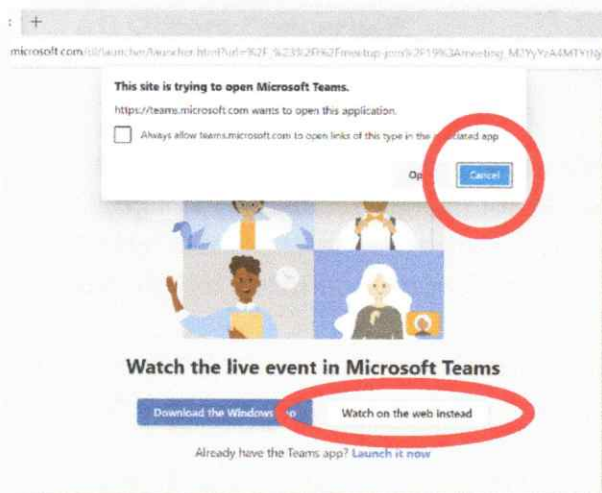 +
microsoft.com
This site is trying to open Microsoft Teams.
https://teams.microsoft.com wants to open this application.
Always allow teams.microsoft.com to open links of this type in the app
Cancel
Watch the live event in Microsoft Teams
Download the Windows
Watch on the web instead
Already have the Teams app? Launch it now